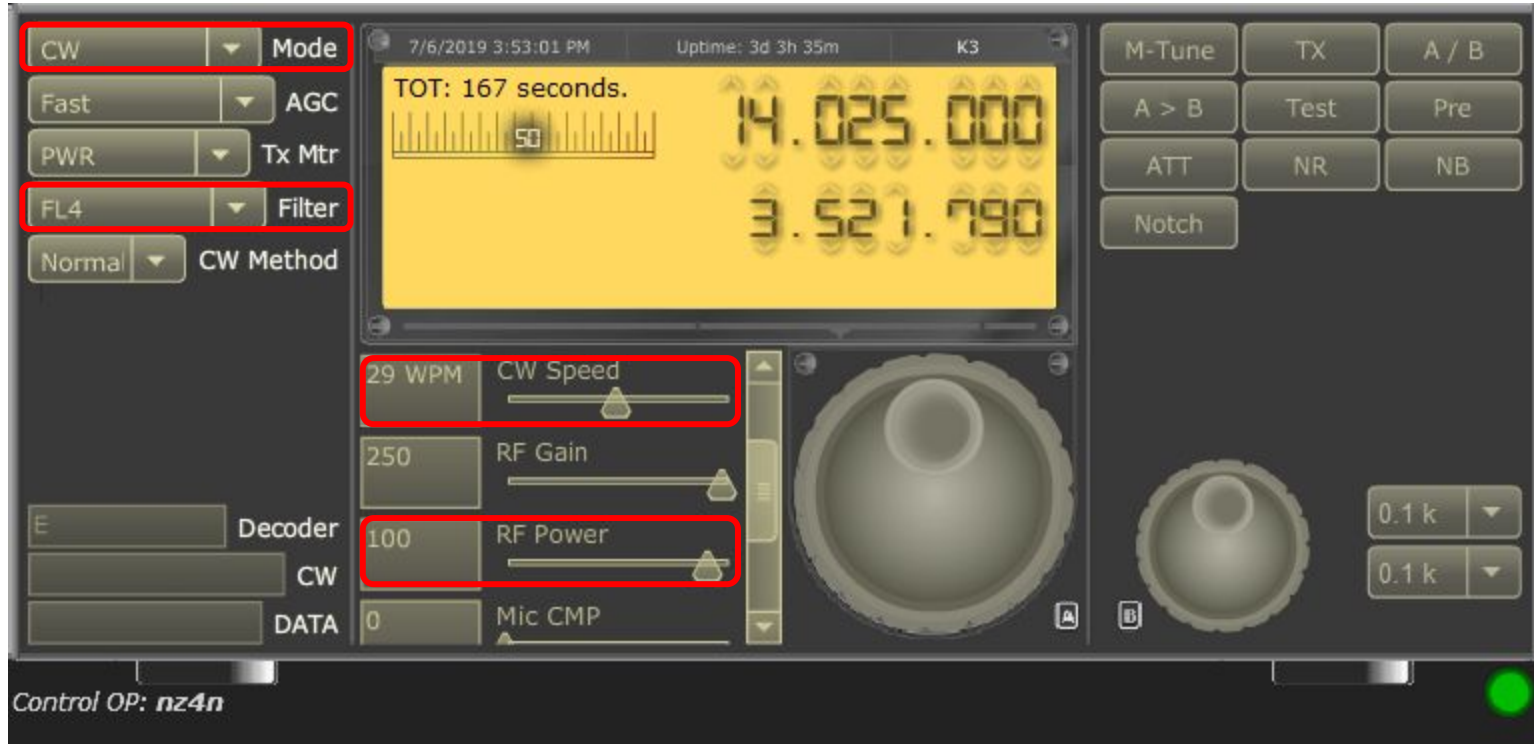 CW Mode
Fast AGC
PWR Tx Mtr
FL4 Filter
Normal CW Method
E Decoder
CW
DATA
7/6/2019 3:53:01 PM Uptime: 3d 3h 35m K3
TOT: 167 seconds.
50
14.025.000
3.521.790
29 WPM CW Speed
250 RF Gain
100 RF Power
0 Mic CMP
A
M-Tune TX A / B
A > B Test Pre
ATT NR NB
Notch
0.1 k
0.1 k
B
Control OP: nz4n